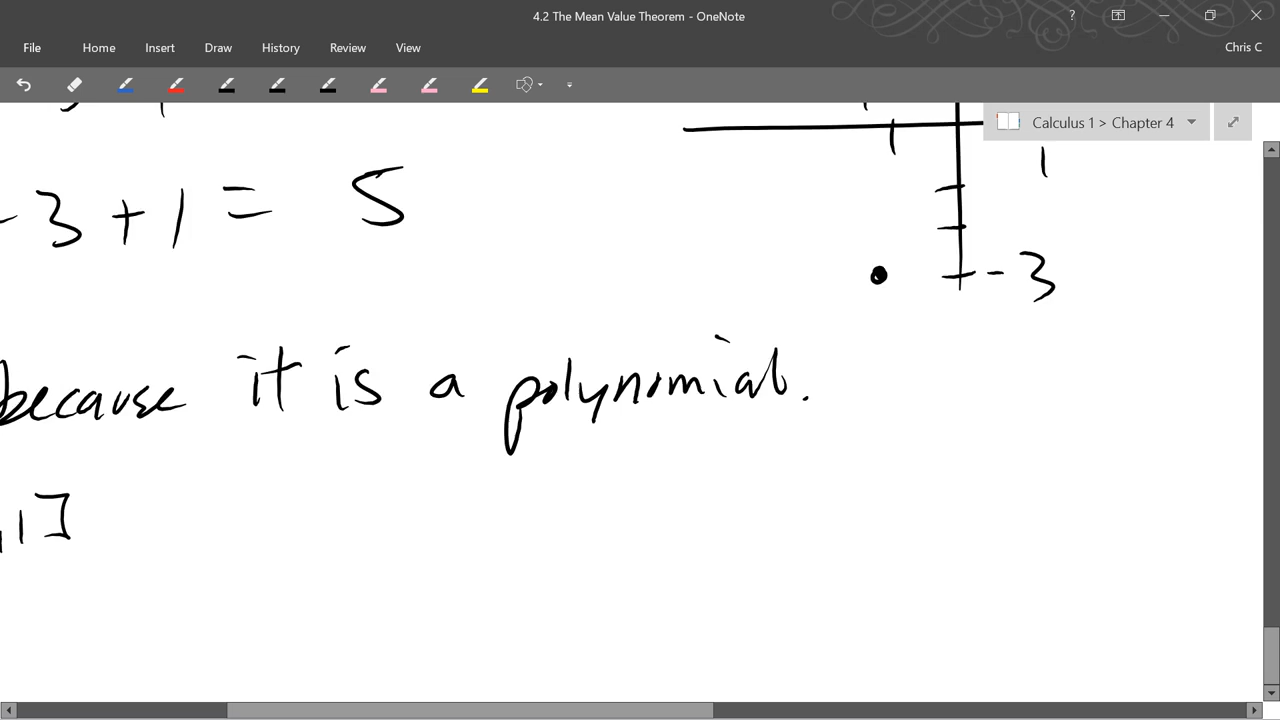 4.2 The Mean Value Theorem - OneNote
?
File Home Insert Draw History Review View
Chris C
Calculus 1 > Chapter 4
1
- 3 + 1 = 5
- 3
because it is a polynomial.
, 1]